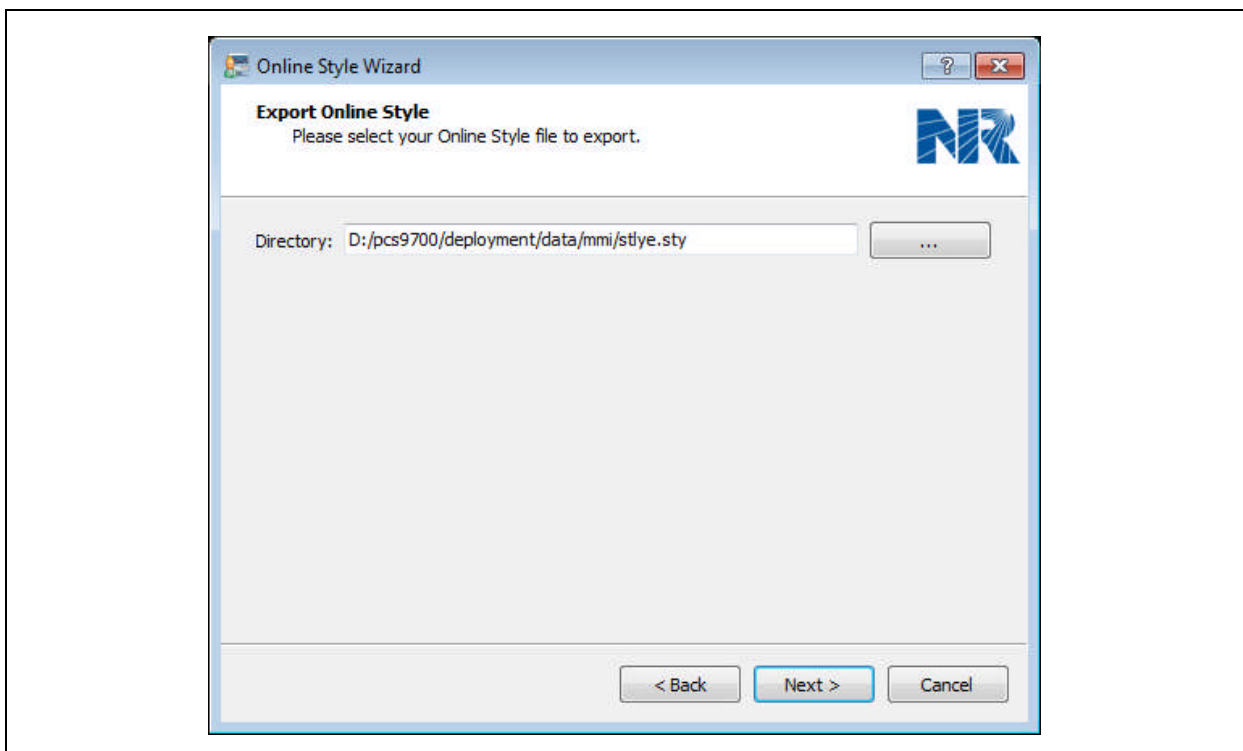 Online Style Wizard
?
Export Online Style
Please select your Online Style file to export.
NR
Directory: D:/pcs9700/deployment/data/mmi/stlye.sty ...
< Back Next > Cancel